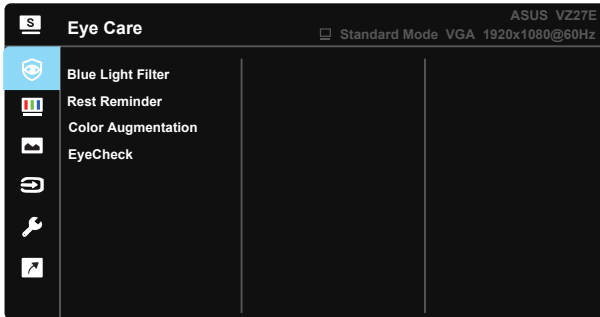 S
Eye Care
ASUS VZ27E
Standard Mode VGA 1920x1080@60Hz
Blue Light Filter
Rest Reminder
Color Augmentation
EyeCheck